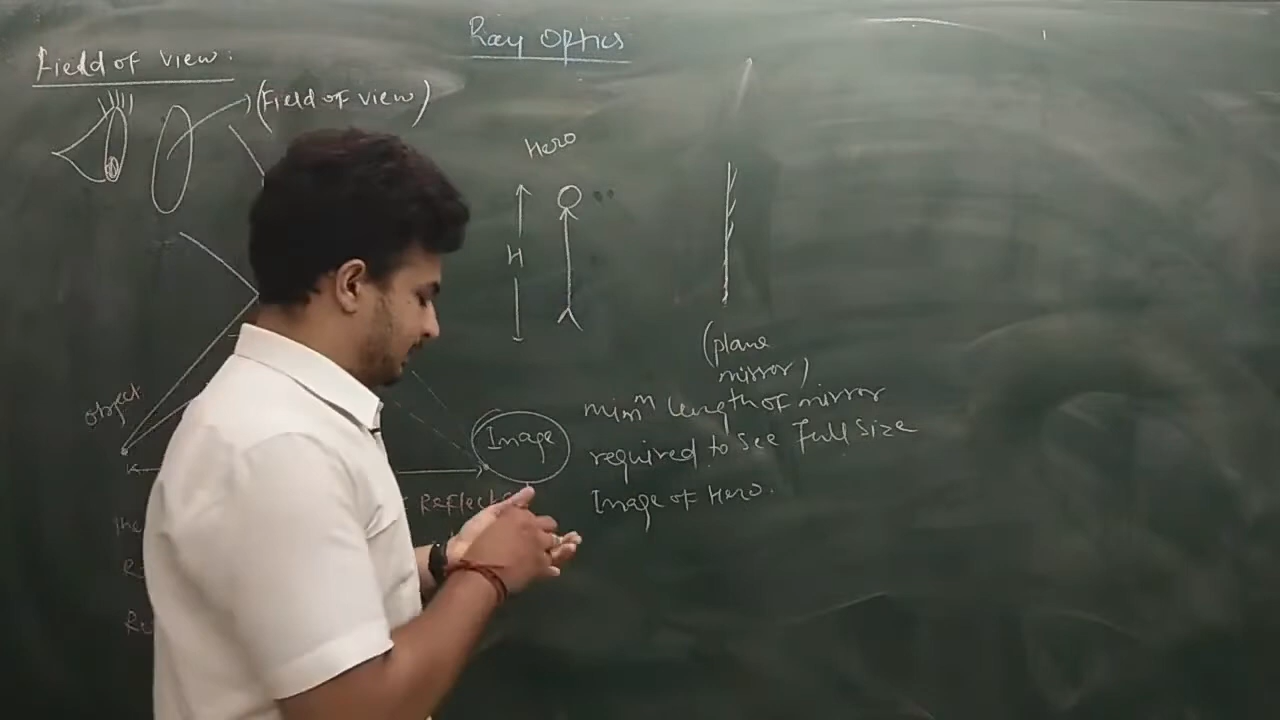 Ray Optics
Field of view:
(Field of view)
Hero
H
(plane
mirror)
object
Image
minm length of mirror
required to see Full size
Image of Hero.